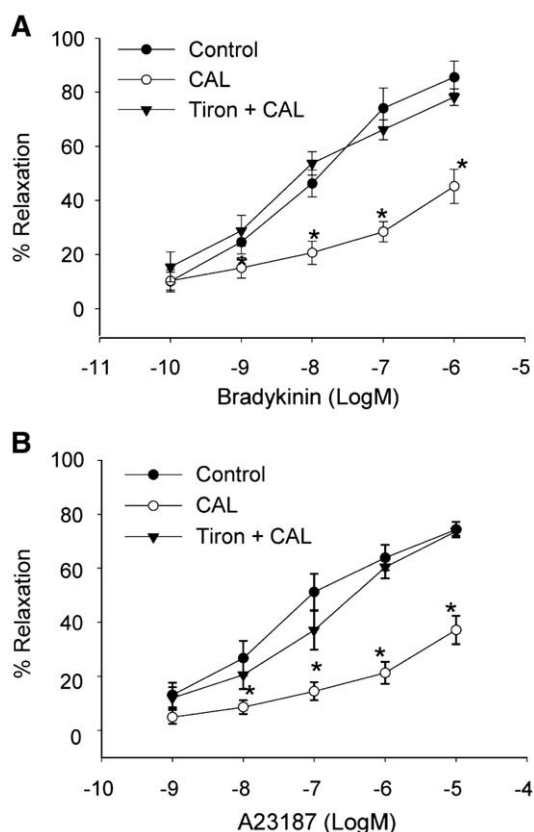 A
100
80
60
40
20
0
% Relaxation
Control
CAL
Tiron + CAL
*
*
*
*
-11 -10 -9 -8 -7 -6 -5
Bradykinin (LogM)
B
100
80
60
40
20
0
% Relaxation
Control
CAL
Tiron + CAL
*
*
*
*
-10 -9 -8 -7 -6 -5 -4
A23187 (LogM)